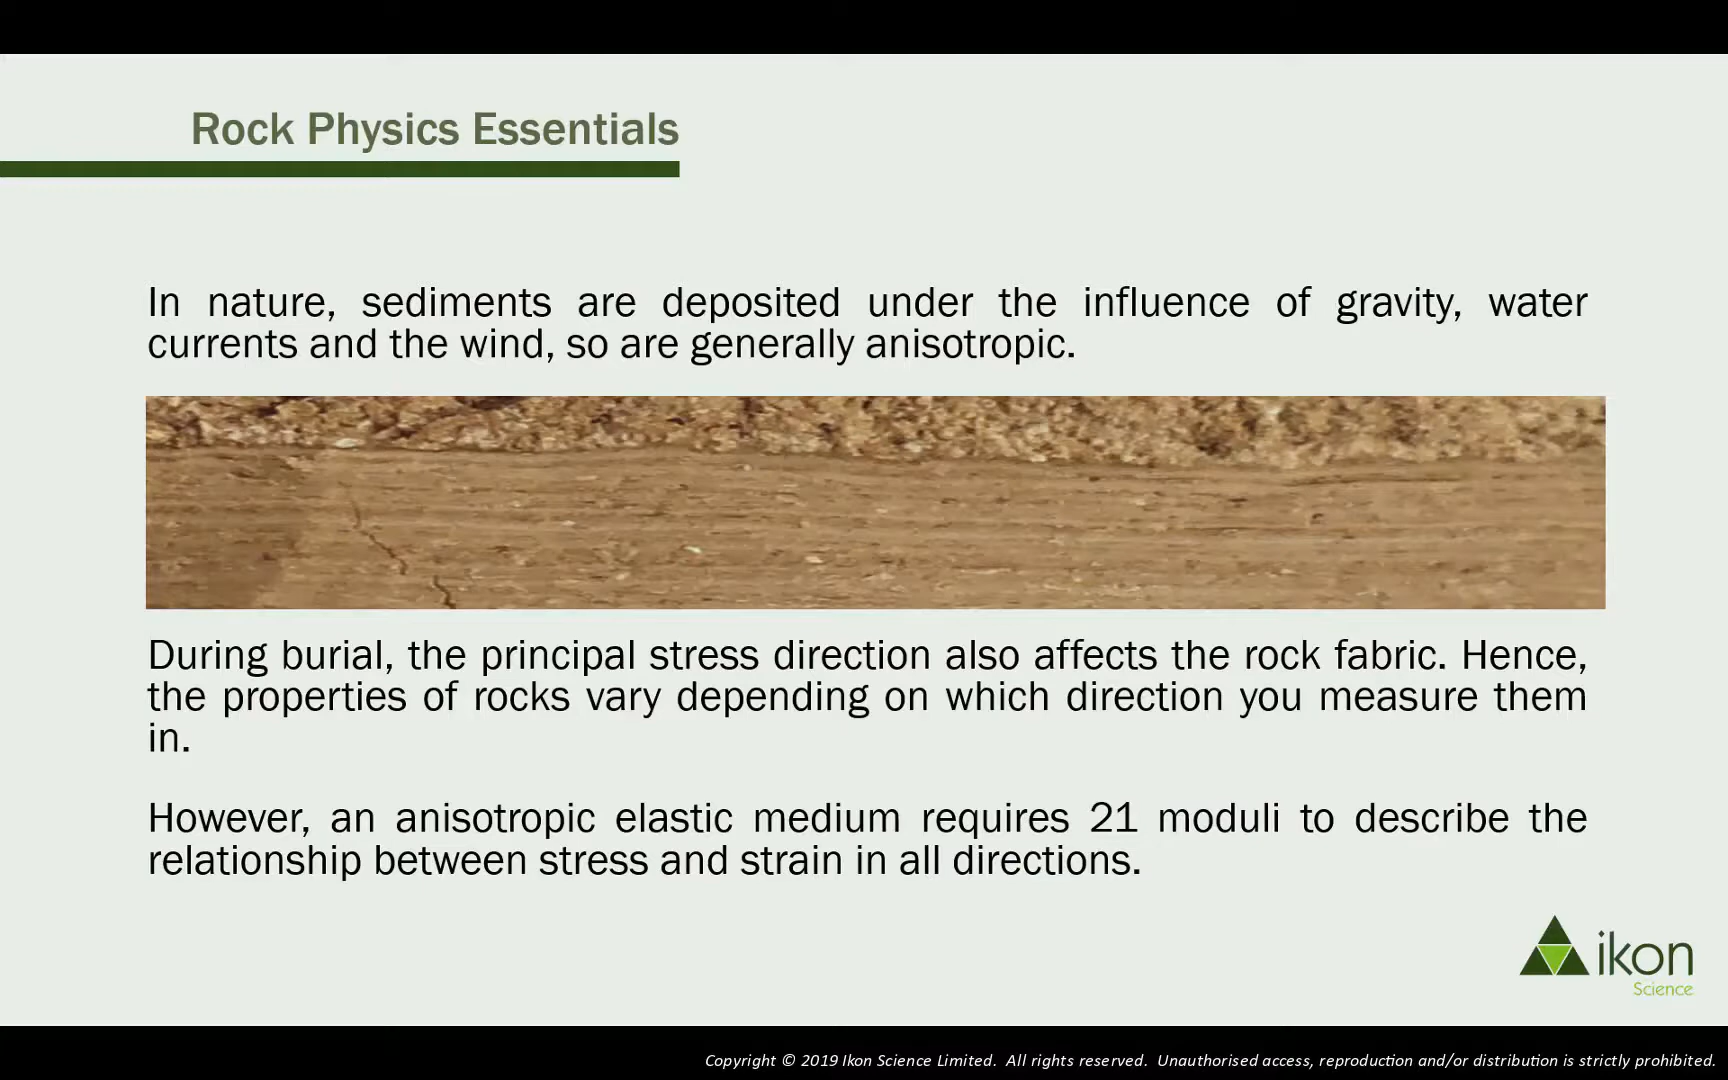 Rock Physics Essentials
In nature, sediments are deposited under the influence of gravity, water
currents and the wind, so are generally anisotropic.
During burial, the principal stress direction also affects the rock fabric. Hence,
the properties of rocks vary depending on which direction you measure them
in.
However, an anisotropic elastic medium requires 21 moduli to describe the
relationship between stress and strain in all directions.
ikon
Science
Copyright © 2019 Ikon Science Limited. All rights reserved. Unauthorised access, reproduction and/or distribution is strictly prohibited.